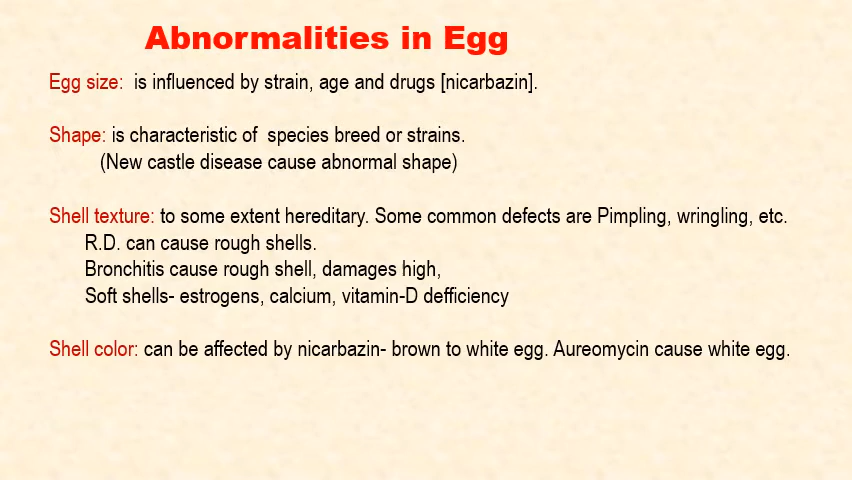 Abnormalities in Egg
Egg size: is influenced by strain, age and drugs [nicarbazin].
Shape: is characteristic of species breed or strains.
(New castle disease cause abnormal shape)
Shell texture: to some extent hereditary. Some common defects are Pimpling, wringling, etc.
R.D. can cause rough shells.
Bronchitis cause rough shell, damages high,
Soft shells- estrogens, calcium, vitamin-D defficiency
Shell color: can be affected by nicarbazin- brown to white egg. Aureomycin cause white egg.